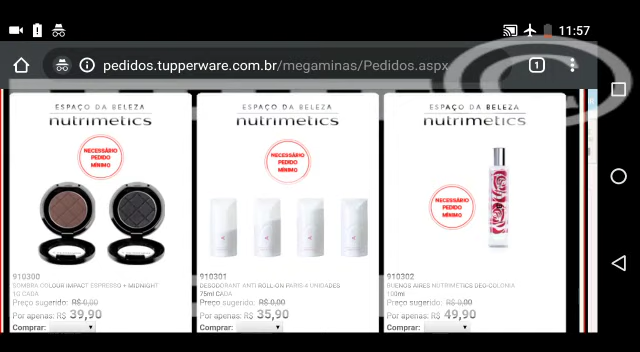 11:57
pedidos.tupperware.com.br/megaminas/Pedidos.aspx
1
ESPAÇO DA BELEZA
nutrimetics
NECESSÁRIO
PEDIDO
MÍNIMO
910300
SOMBRA COLOUR IMPACT ESPRESSO + MIDNIGHT
1G CADA
Preço sugerido: R$ 0,00
Por apenas: R$ 39,90
Comprar:
ESPAÇO DA BELEZA
nutrimetics
NECESSÁRIO
PEDIDO
MÍNIMO
910301
DESODORANT ANTI ROLL-ON PARIS 4 UNIDADES
75ml CADA
Preço sugerido: R$ 0,00
Por apenas: R$ 35,90
Comprar:
ESPAÇO DA BELEZA
nutrimetics
NECESSÁRIO
PEDIDO
MÍNIMO
910302
BUENOS AIRES NUTRIMETICS DEO-COLONIA
100ml
Preço sugerido: R$ 0,00
Por apenas: R$ 49,90
Comprar: